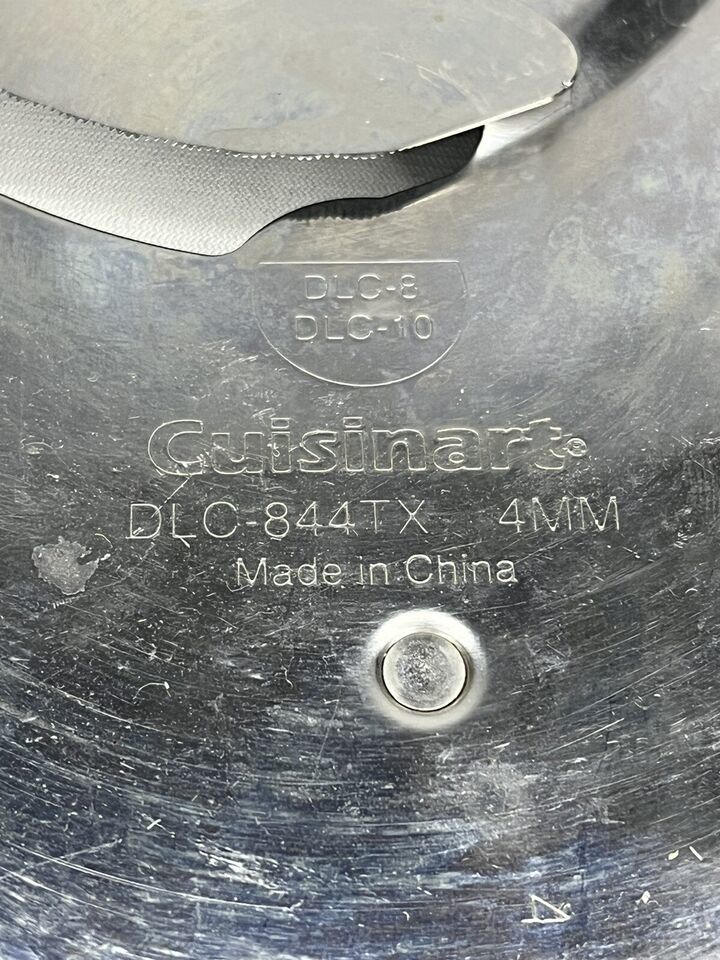 DLC-8
DLC-10
Cuisinart®
DLC-844TX 4MM
Made in China